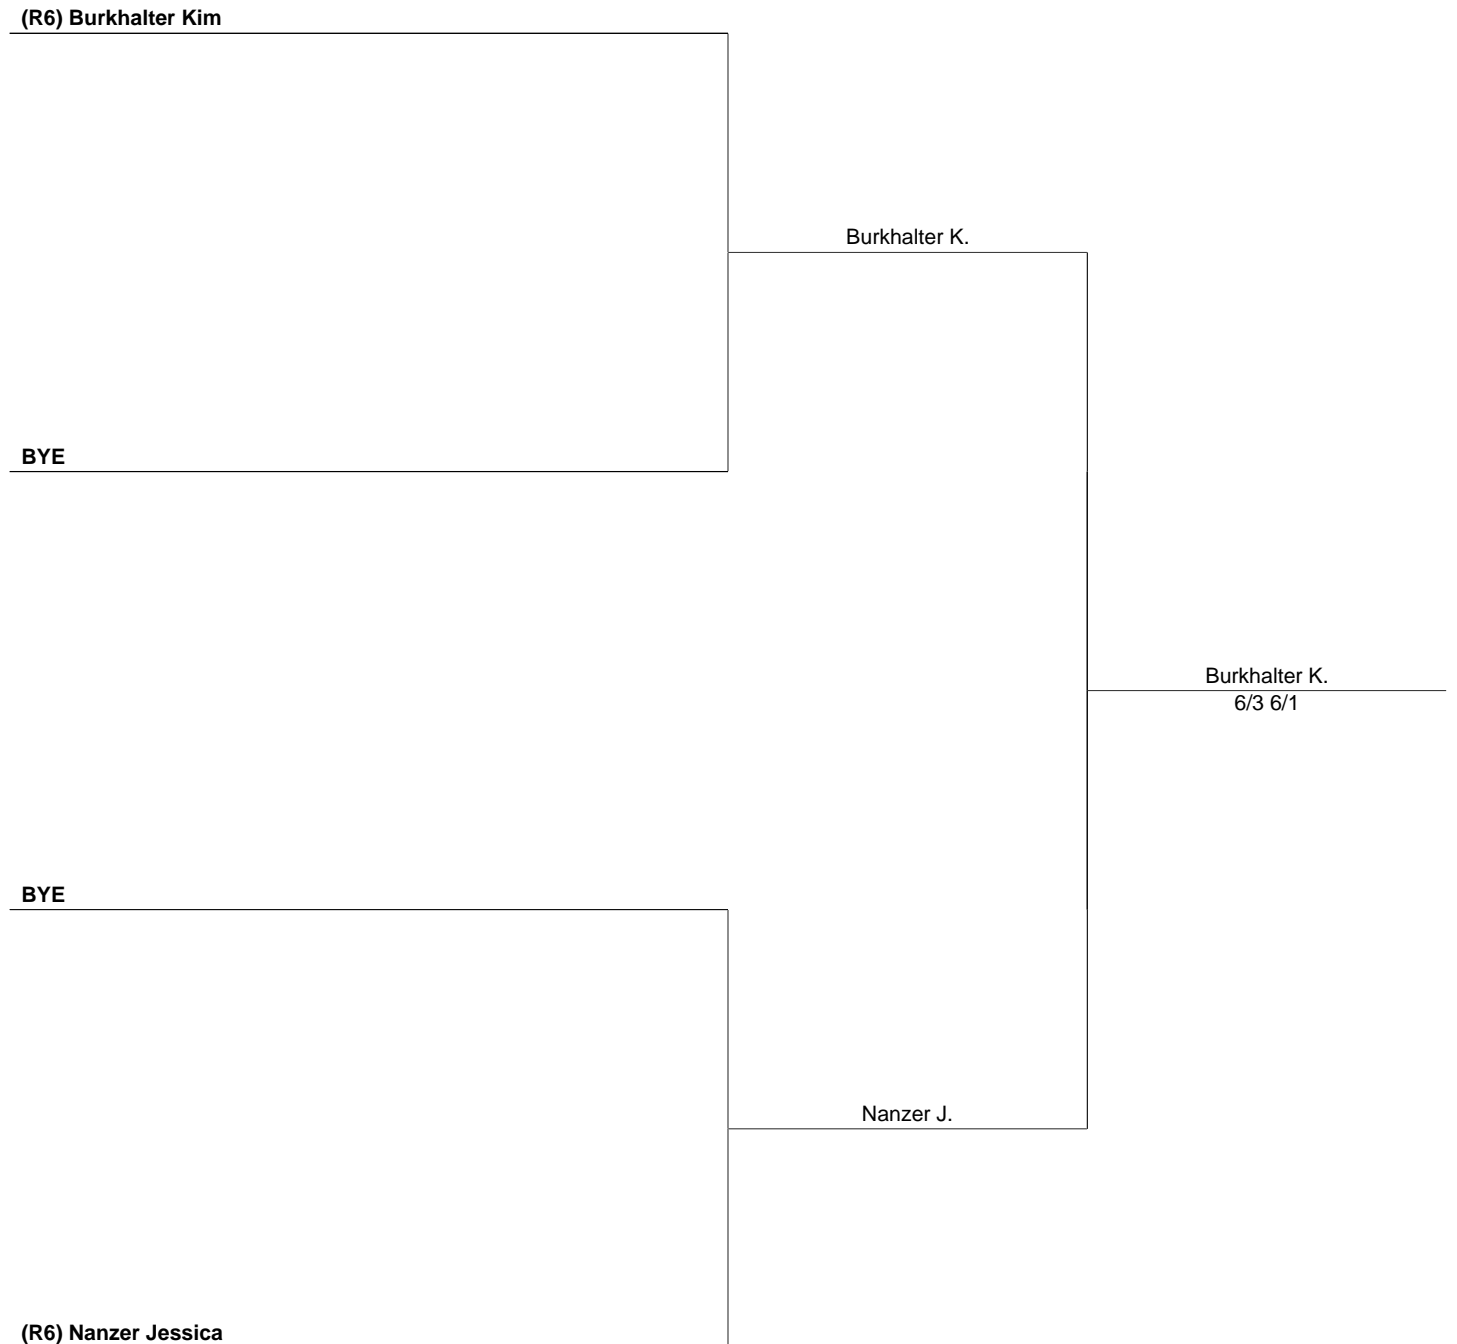 (R6) Burkhalter Kim
Burkhalter K.
BYE
Burkhalter K.
6/3 6/1
BYE
Nanzer J.
(R6) Nanzer Jessica